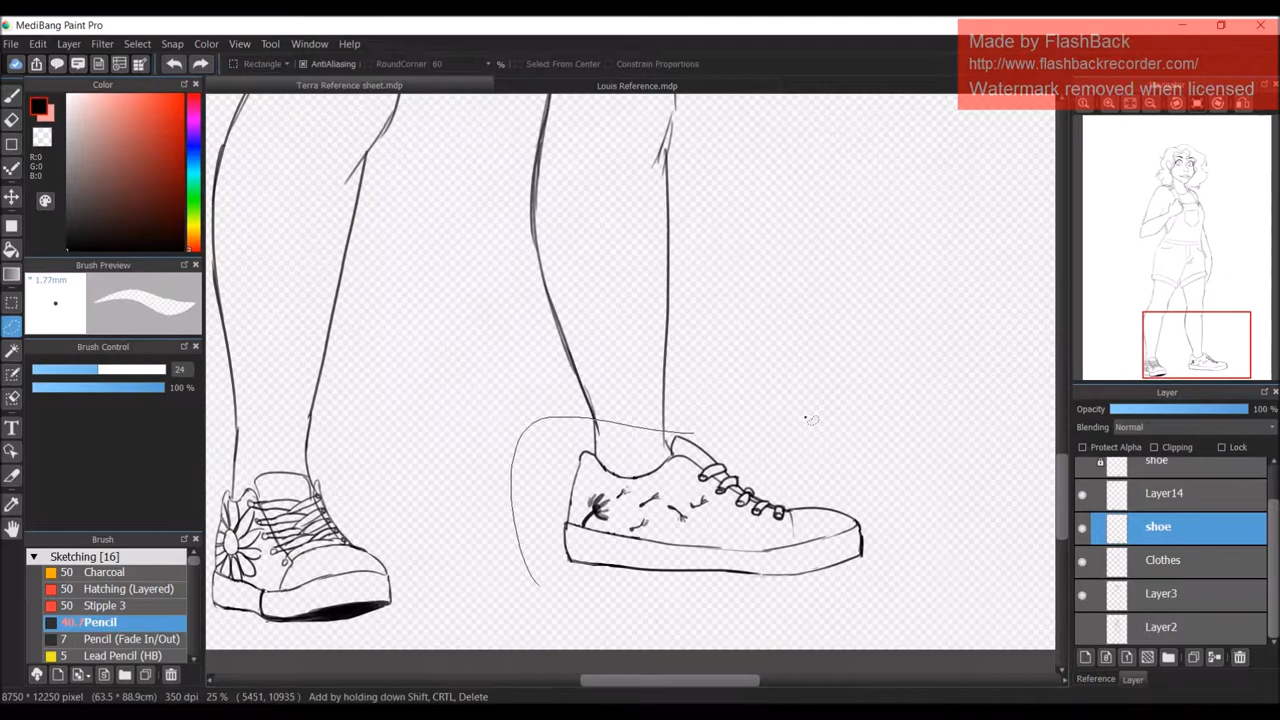 MediBang Paint Pro
File Edit Layer Filter Select Snap Color View Tool Window Help
Made by FlashBack
http://www.flashbackrecorder.com/
Watermark removed when licensed
Rectangle AntiAliasing RoundCorner 60 % Select From Center Constrain Proportions
Color
Terra Reference sheet.mdp Louis Reference.mdp
R:0
G:0
B:0
Brush Preview
* 1.77mm
Brush Control
24
100 %
Layer
Opacity 100 %
Blending Normal
Protect Alpha Clipping Lock
shoe
Layer14
shoe
Clothes
Layer3
Layer2
Reference Layer
Brush
Sketching [16]
50 Charcoal
50 Hatching (Layered)
50 Stipple 3
40.7 Pencil
7 Pencil (Fade In/Out)
5 Lead Pencil (HB)
8750 * 12250 pixel (63.5 * 88.9cm) 350 dpi 25 % ( 5451, 10935 ) Add by holding down Shift, CRTL, Delete